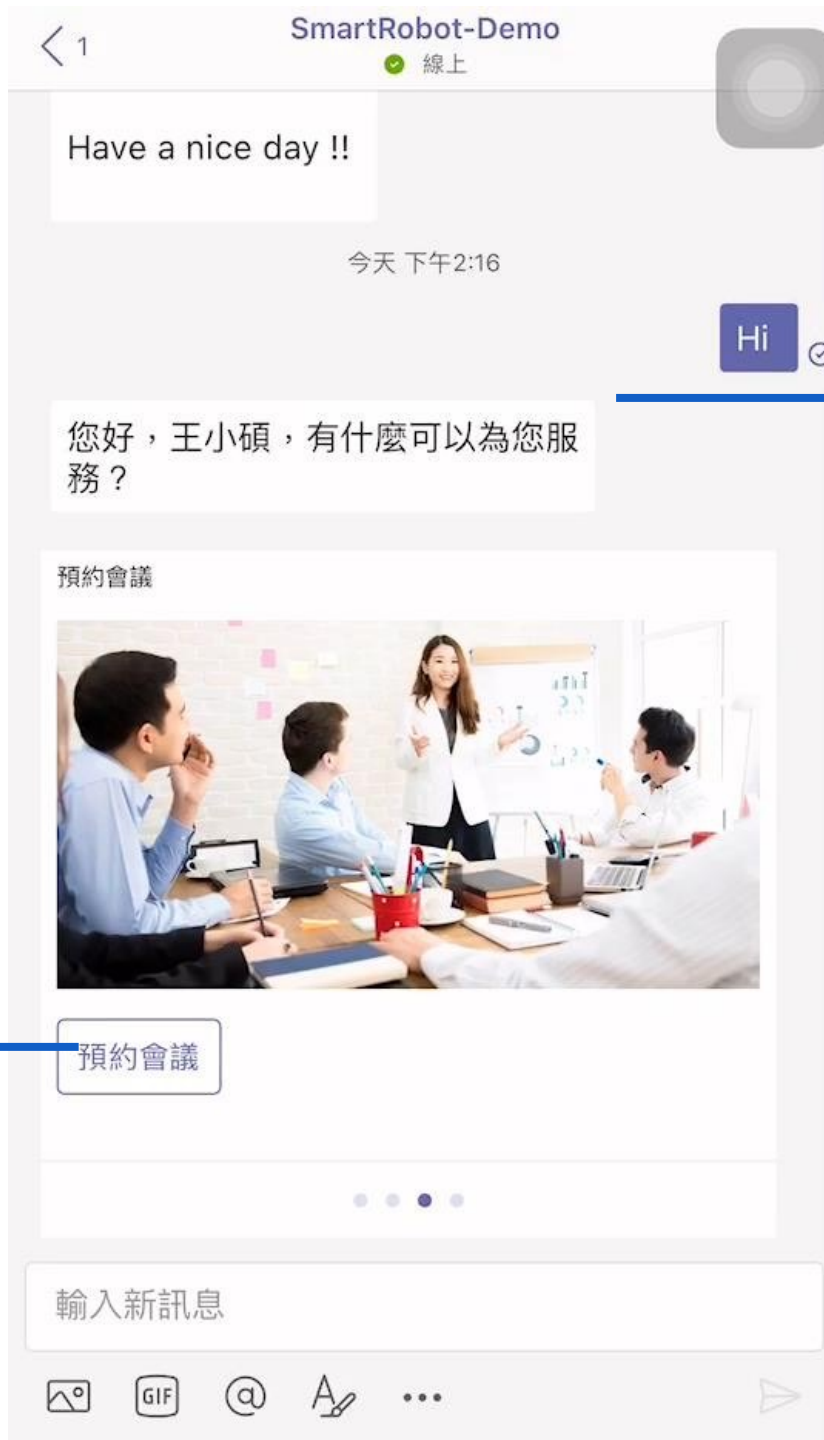 1
SmartRobot-Demo
線上
Have a nice day !!
今天 下午2:16
Hi
您好，王小碩，有什麼可以為您服
務？
預約會議
預約會議
輸入新訊息
GIF